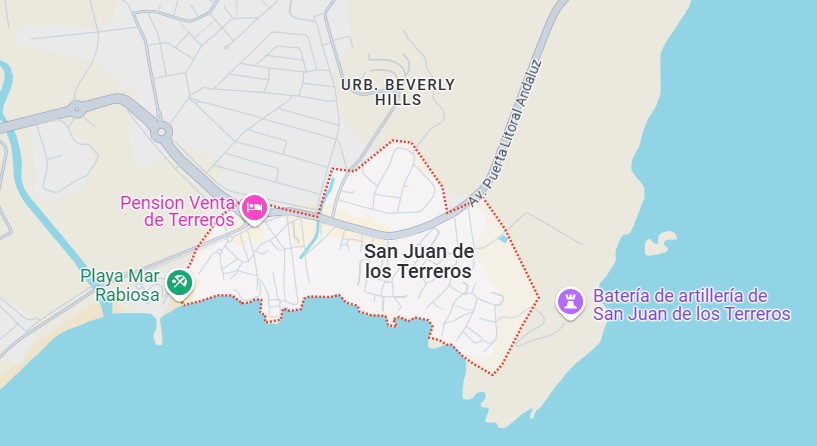 URB. BEVERLY
HILLS
Av. Puerta Litoral Andaluz
Pension Venta
de Terreros
San Juan de
los Terreros
Playa Mar
Rabiosa
Batería de artillería de
San Juan de los Terreros